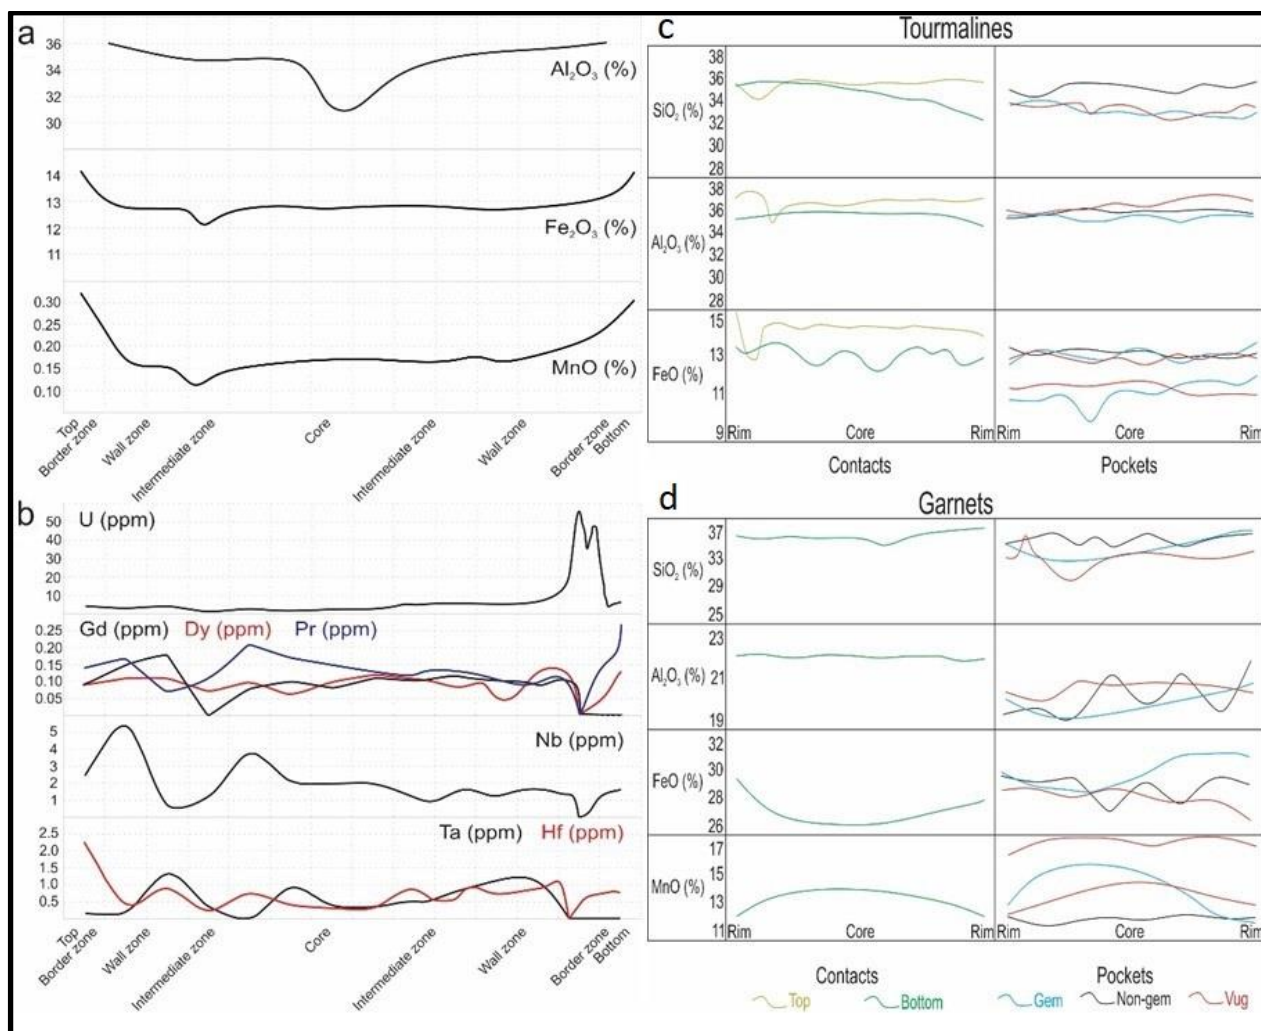 a
36
34
32
30
Al₂O₃ (%)
14
13
12
11
Fe₂O₃ (%)
0.30
0.25
0.20
0.15
0.10
MnO (%)
Top
Border zone
Wall zone
Intermediate zone
Core
Intermediate zone
Wall zone
Border zone
Bottom
b
U (ppm)
50
40
30
20
10
Gd (ppm) Dy (ppm) Pr (ppm)
0.25
0.20
0.15
0.10
0.05
Nb (ppm)
5
4
3
2
1
Ta (ppm) Hf (ppm)
2.5
2.0
1.5
1.0
0.5
Top
Border zone
Wall zone
Intermediate zone
Core
Intermediate zone
Wall zone
Border zone
Bottom
c
Tourmalines
SiO₂ (%)
38
36
34
32
30
28
Al₂O₃ (%)
38
36
34
32
30
28
FeO (%)
15
13
11
9
Rim Core Rim Rim Core Rim
Contacts Pockets
d
Garnets
SiO₂ (%)
37
33
29
25
Al₂O₃ (%)
23
21
19
FeO (%)
32
30
28
26
MnO (%)
17
15
13
11
Rim Core Rim Rim Core Rim
Contacts Pockets
Top Bottom Gem Non-gem Vug